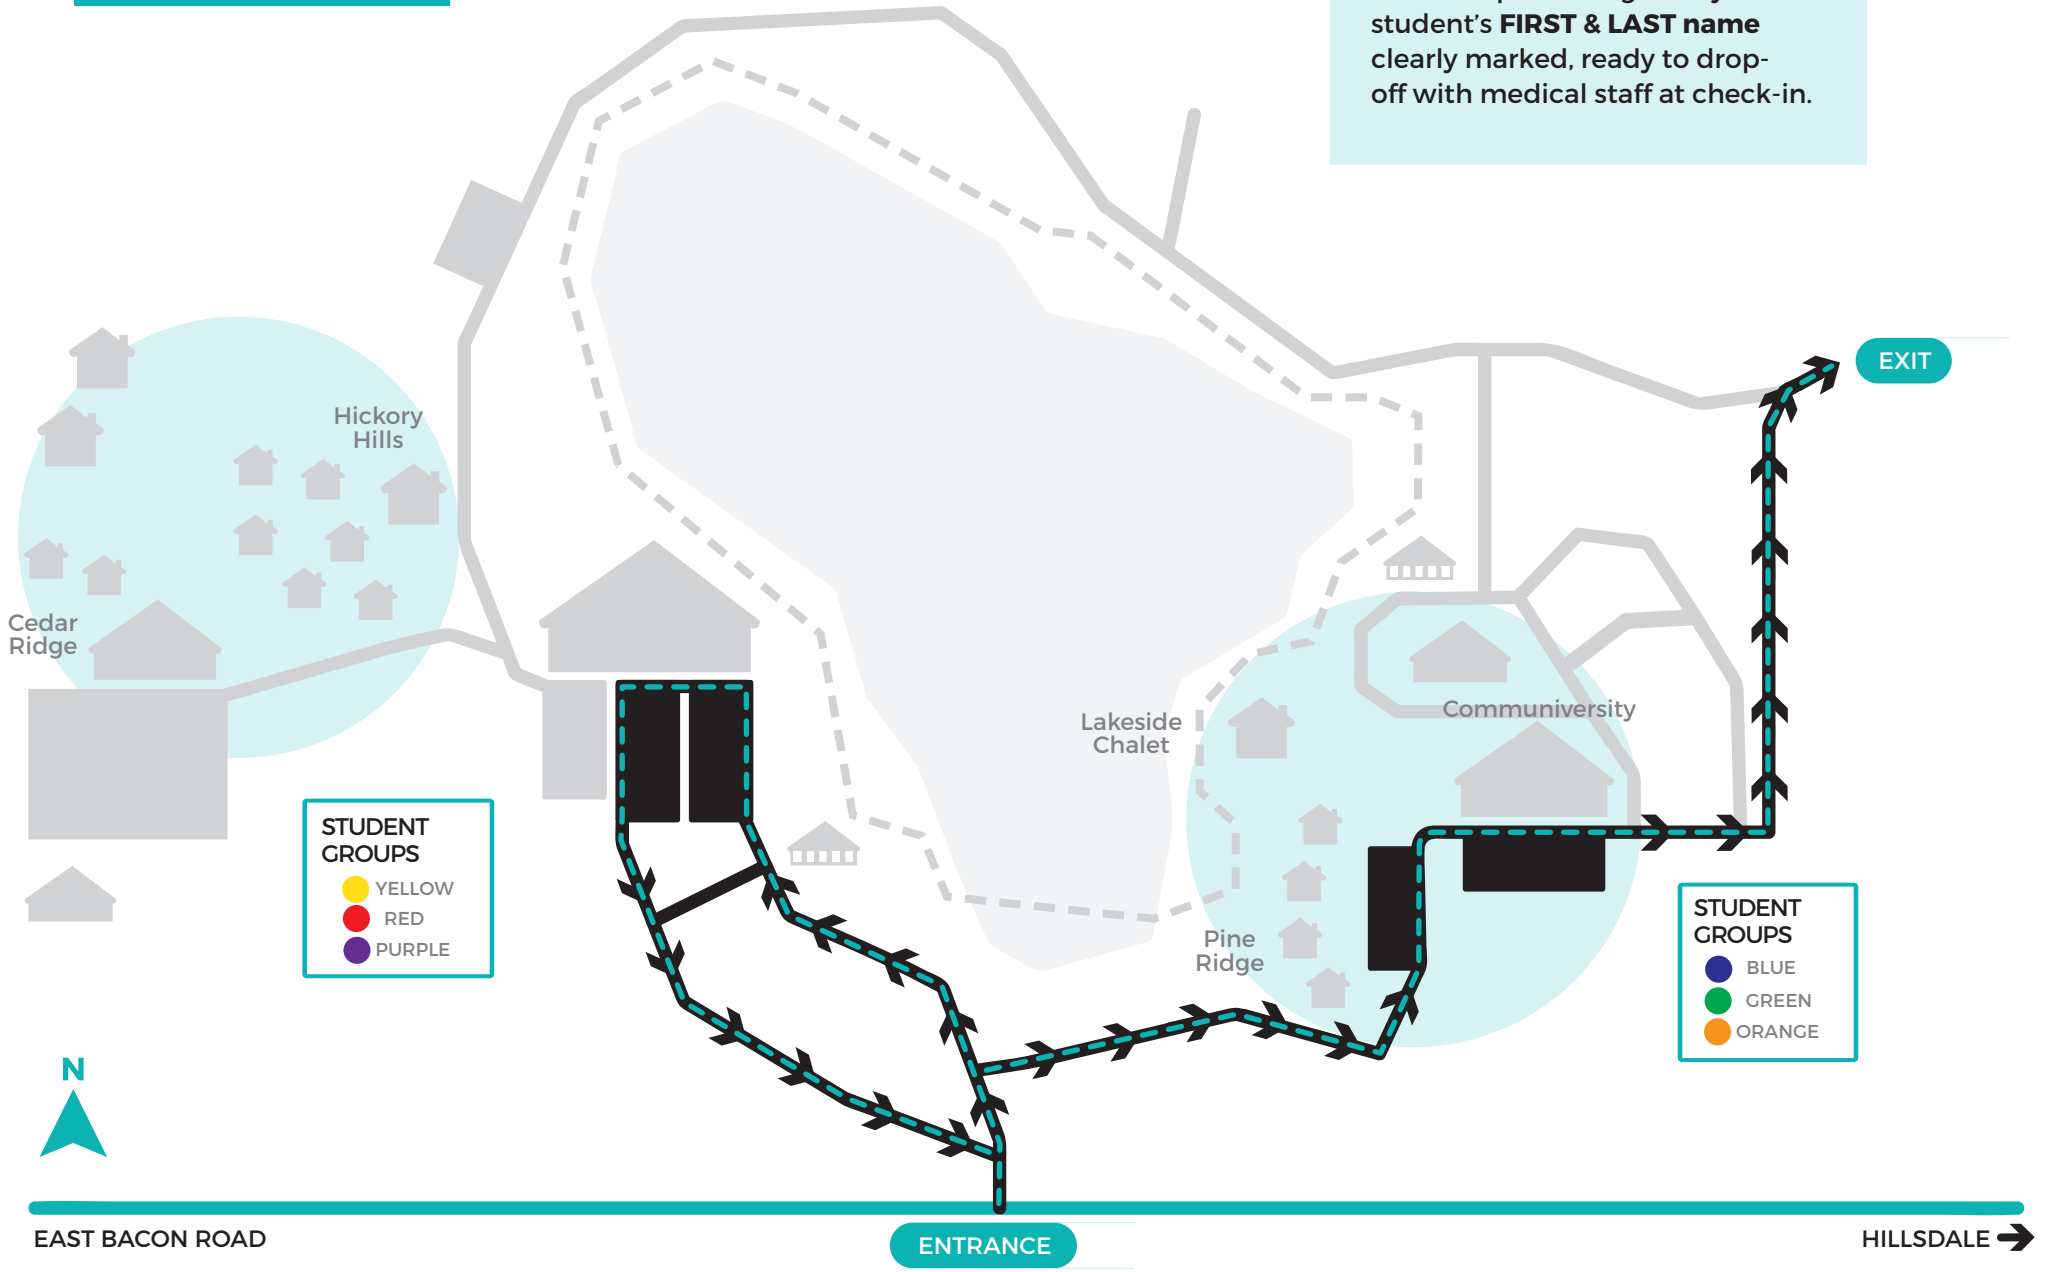 student's FIRST & LAST name
clearly marked, ready to drop-
off with medical staff at check-in.
EXIT
Hickory
Hills
Cedar
Ridge
Lakeside
Chalet
Communiversity
STUDENT
GROUPS
YELLOW
RED
PURPLE
Pine
Ridge
STUDENT
GROUPS
BLUE
GREEN
ORANGE
N
EAST BACON ROAD
ENTRANCE
HILLSDALE